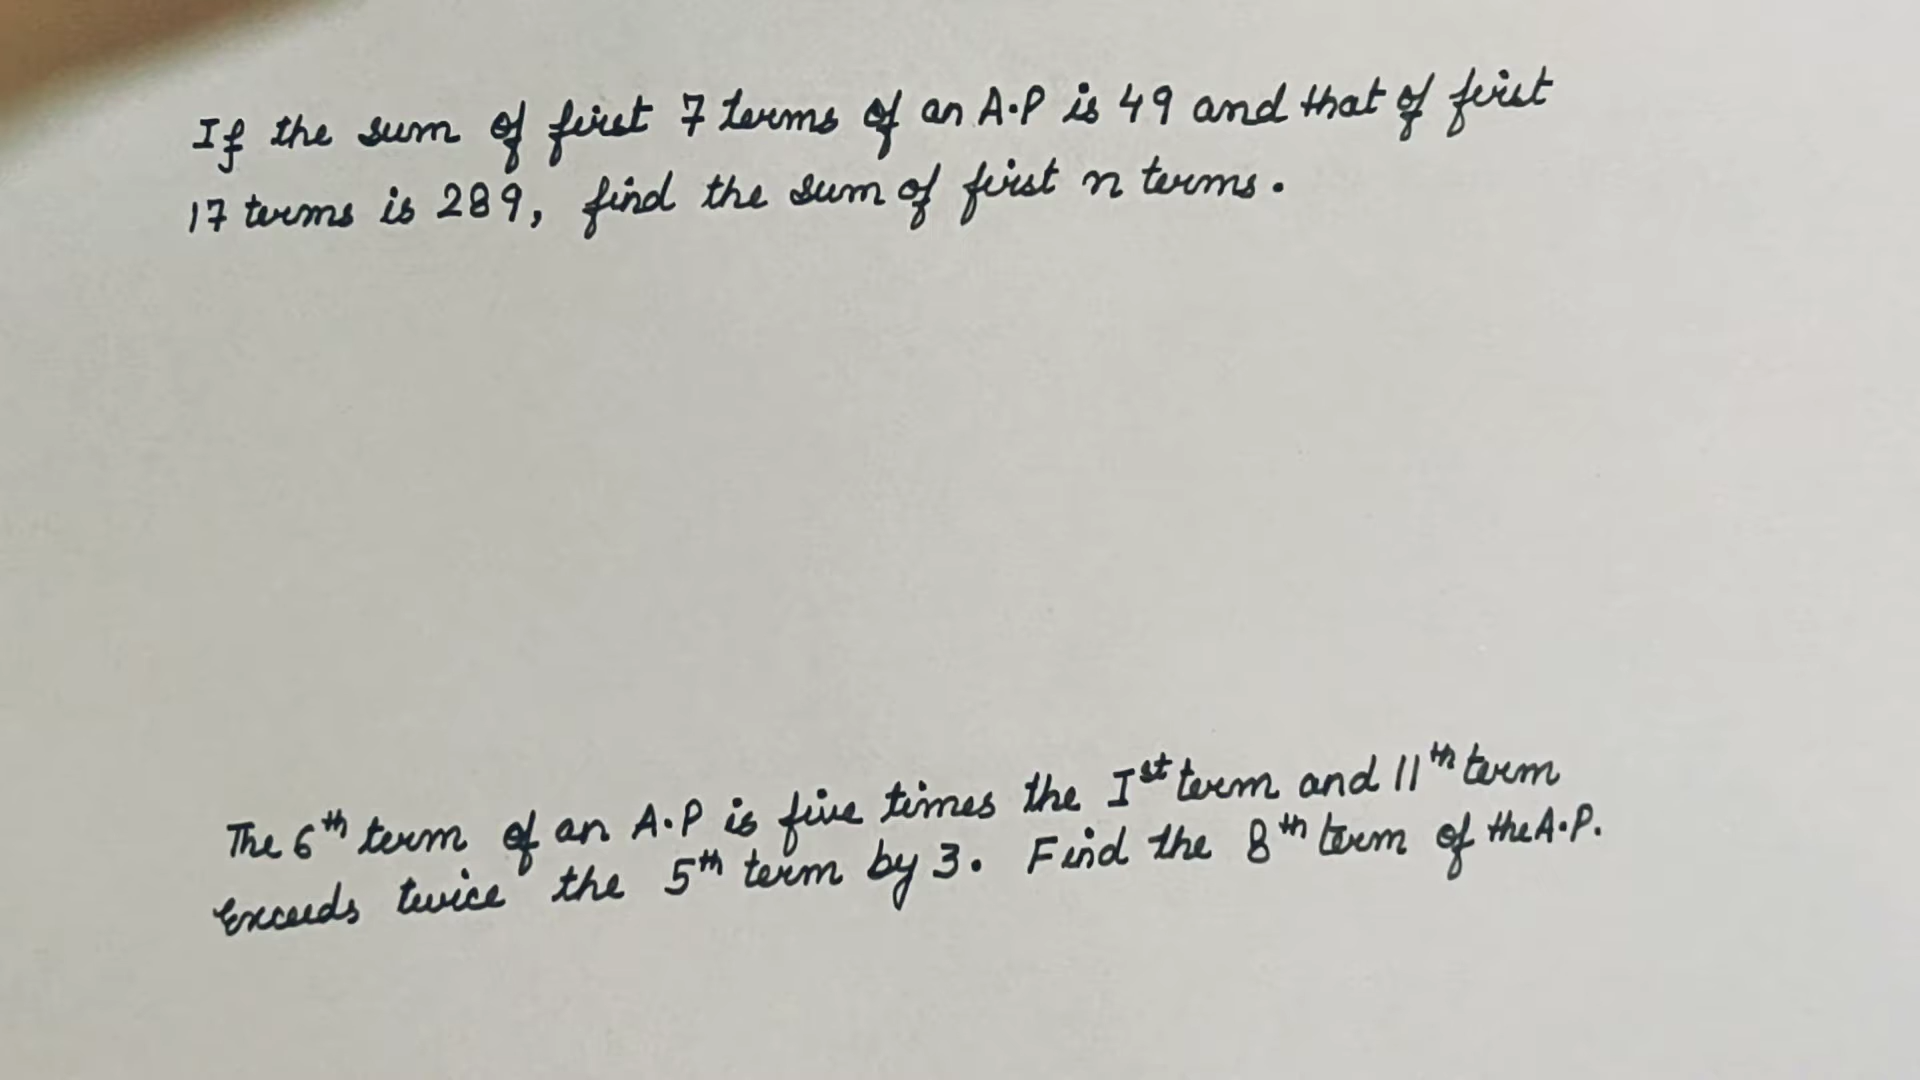 If the sum of first 7 terms of an A.P is 49 and that of first
17 terms is 289, find the sum of first n terms.
The 6th term of an A.P is five times the Ist term and 11th term
exceeds twice the 5th term by 3. Find the 8th term of the A.P.